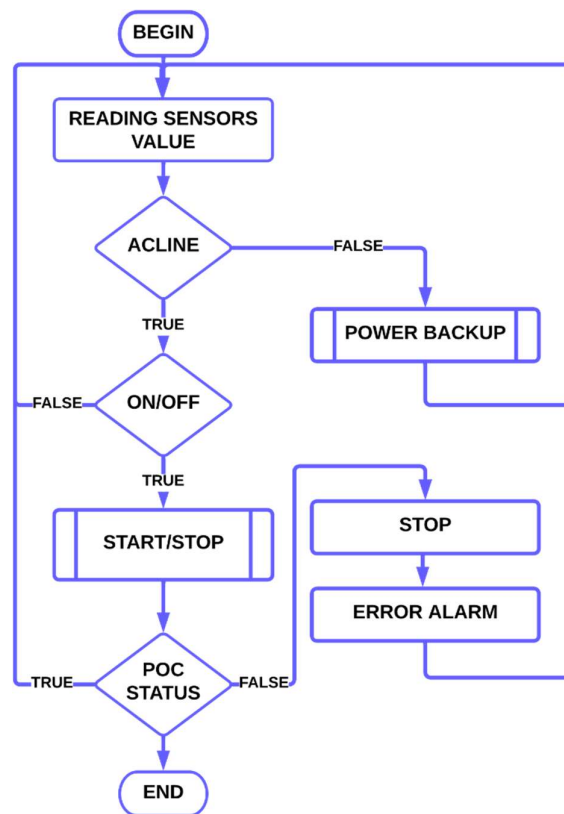 BEGIN
READING SENSORS
VALUE
ACLINE
FALSE
TRUE
POWER BACKUP
FALSE
ON/OFF
TRUE
START/STOP
STOP
ERROR ALARM
TRUE
POC
STATUS
FALSE
END